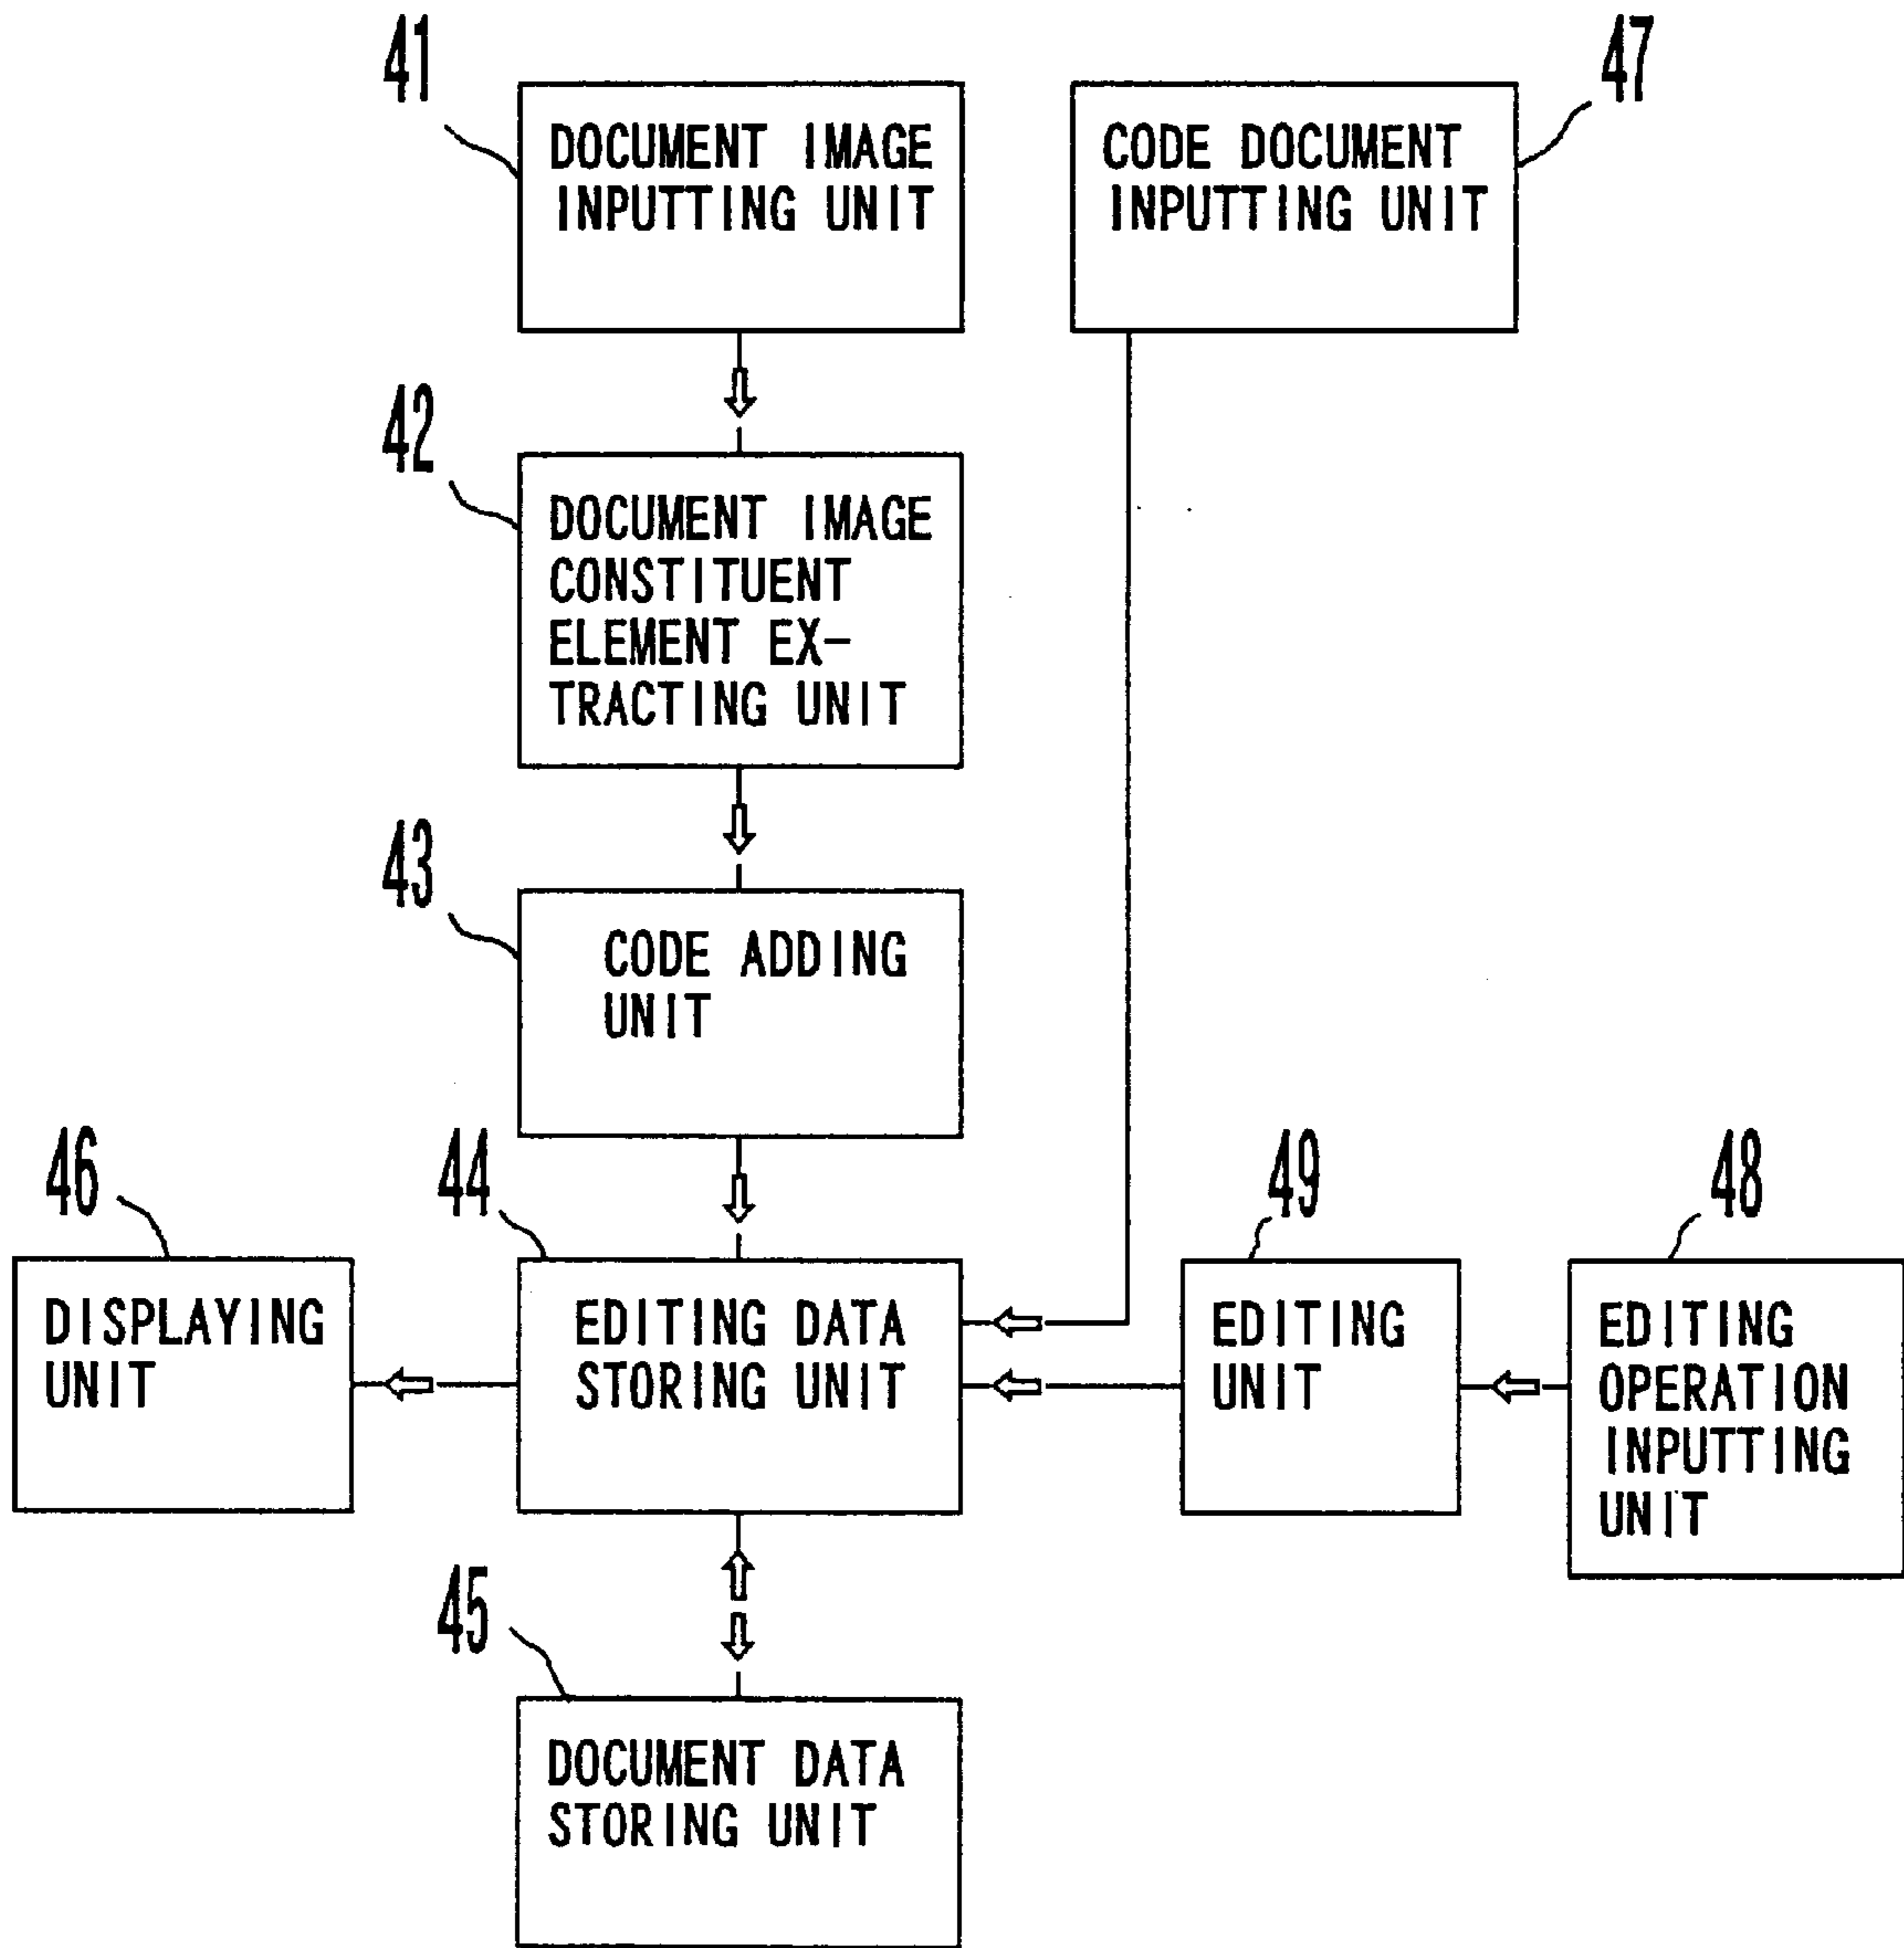 41
DOCUMENT IMAGE
INPUTTING UNIT
47
CODE DOCUMENT
INPUTTING UNIT
42
DOCUMENT IMAGE
CONSTITUENT
ELEMENT EX-
TRACTING UNIT
43
CODE ADDING
UNIT
46
DISPLAYING
UNIT
44
EDITING DATA
STORING UNIT
49
EDITING
UNIT
48
EDITING
OPERATION
INPUTTING
UNIT
45
DOCUMENT DATA
STORING UNIT